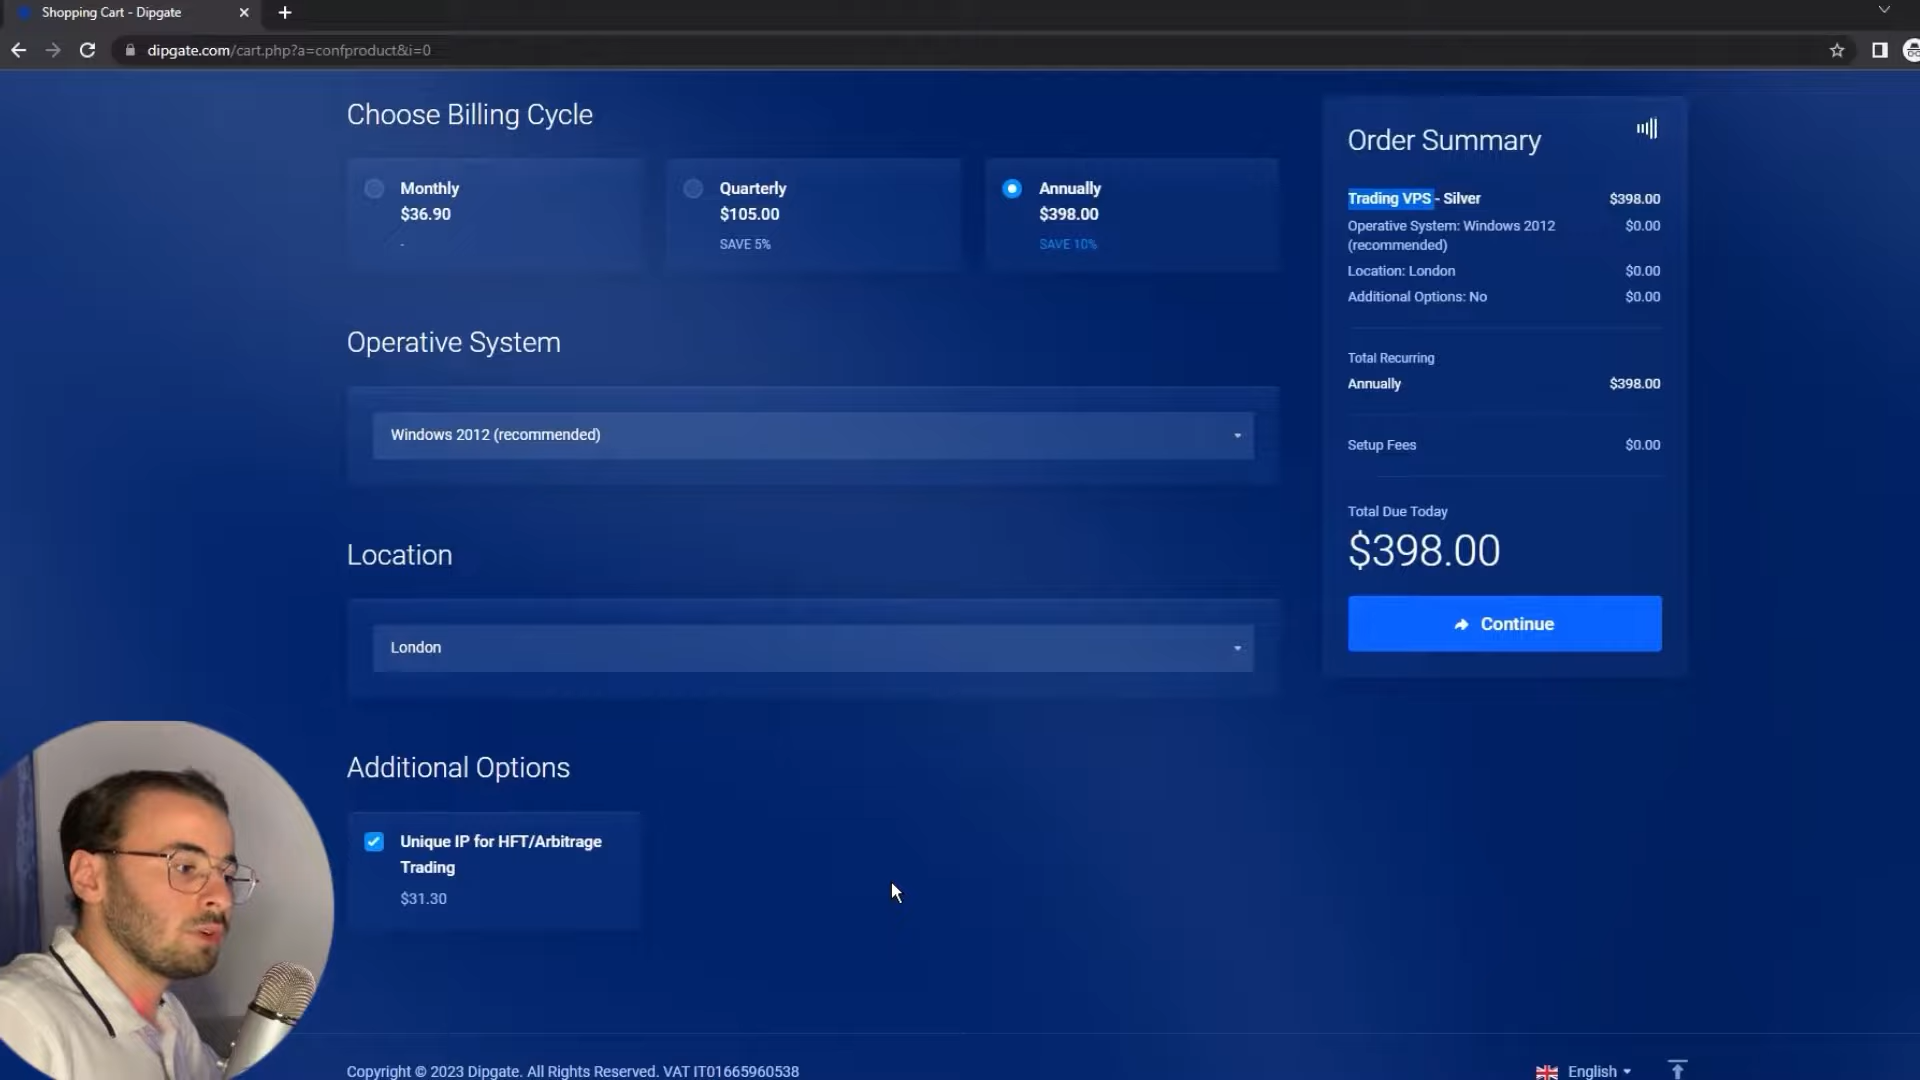 Shopping Cart - Dipgate
dipgate.com/cart.php?a=confproduct&i=0
Choose Billing Cycle
Monthly
$36.90
-
Quarterly
$105.00
SAVE 5%
Annually
$398.00
SAVE 10%
Operative System
Windows 2012 (recommended)
Location
London
Additional Options
Unique IP for HFT/Arbitrage
Trading
$31.30
Order Summary
Trading VPS - Silver $398.00
Operative System: Windows 2012 $0.00
(recommended)
Location: London $0.00
Additional Options: No $0.00
Total Recurring
Annually $398.00
Setup Fees $0.00
Total Due Today
$398.00
Continue
Copyright © 2023 Dipgate. All Rights Reserved. VAT IT01665960538
English